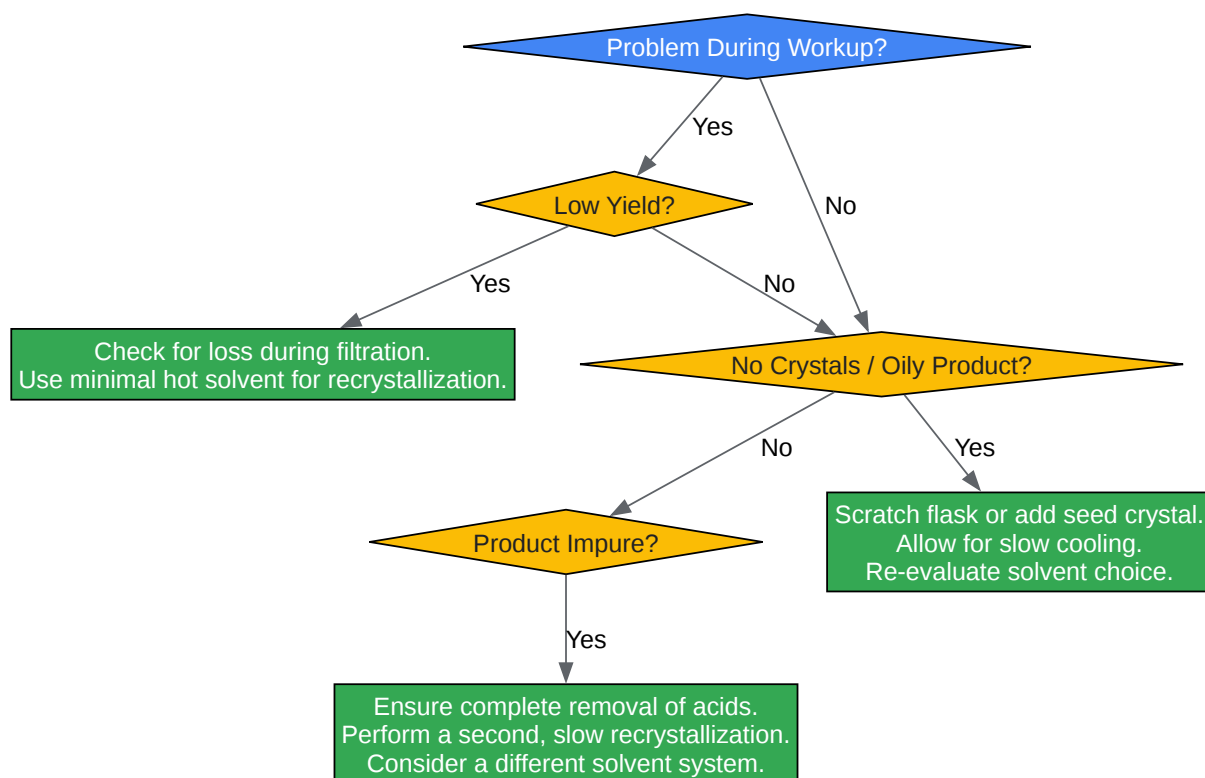 Problem During Workup?
Yes
Low Yield?
No
Yes
No
Check for loss during filtration.
Use minimal hot solvent for recrystallization.
No Crystals / Oily Product?
No
Yes
Scratch flask or add seed crystal.
Allow for slow cooling.
Re-evaluate solvent choice.
Product Impure?
Yes
Ensure complete removal of acids.
Perform a second, slow recrystallization.
Consider a different solvent system.